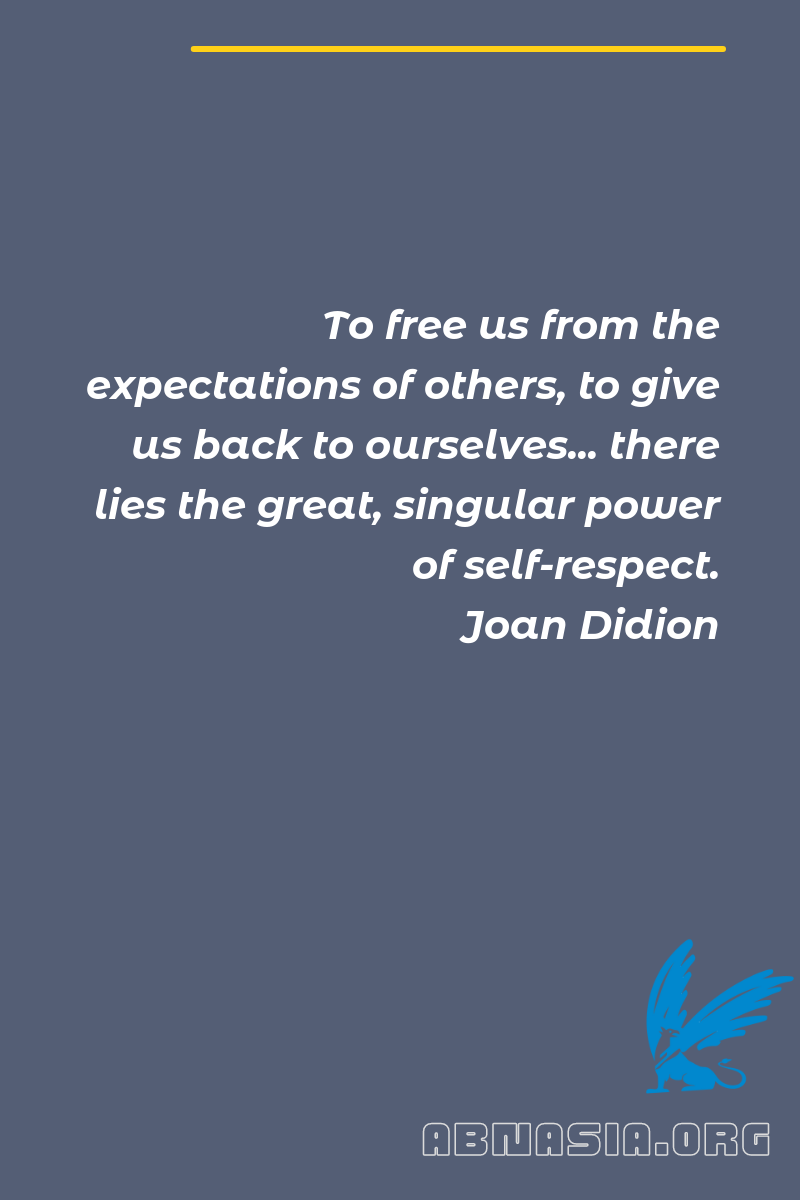 To free us from the
expectations of others, to give
us back to ourselves... there
lies the great, singular power
of self-respect.
Joan Didion
ABNASIA.ORG